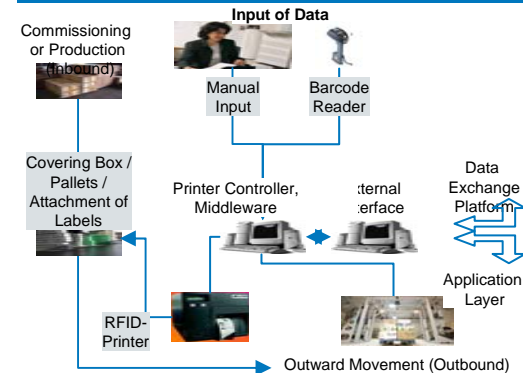 Input of Data
Commissioning
or Production
(Inbound)
Manual
Input
Barcode
Reader
Covering Box /
Pallets /
Attachment of
Labels
Printer Controller,
Middleware
xternal
terface
Data
Exchange
Platform
Application
Layer
RFID-
Printer
Outward Movement (Outbound)